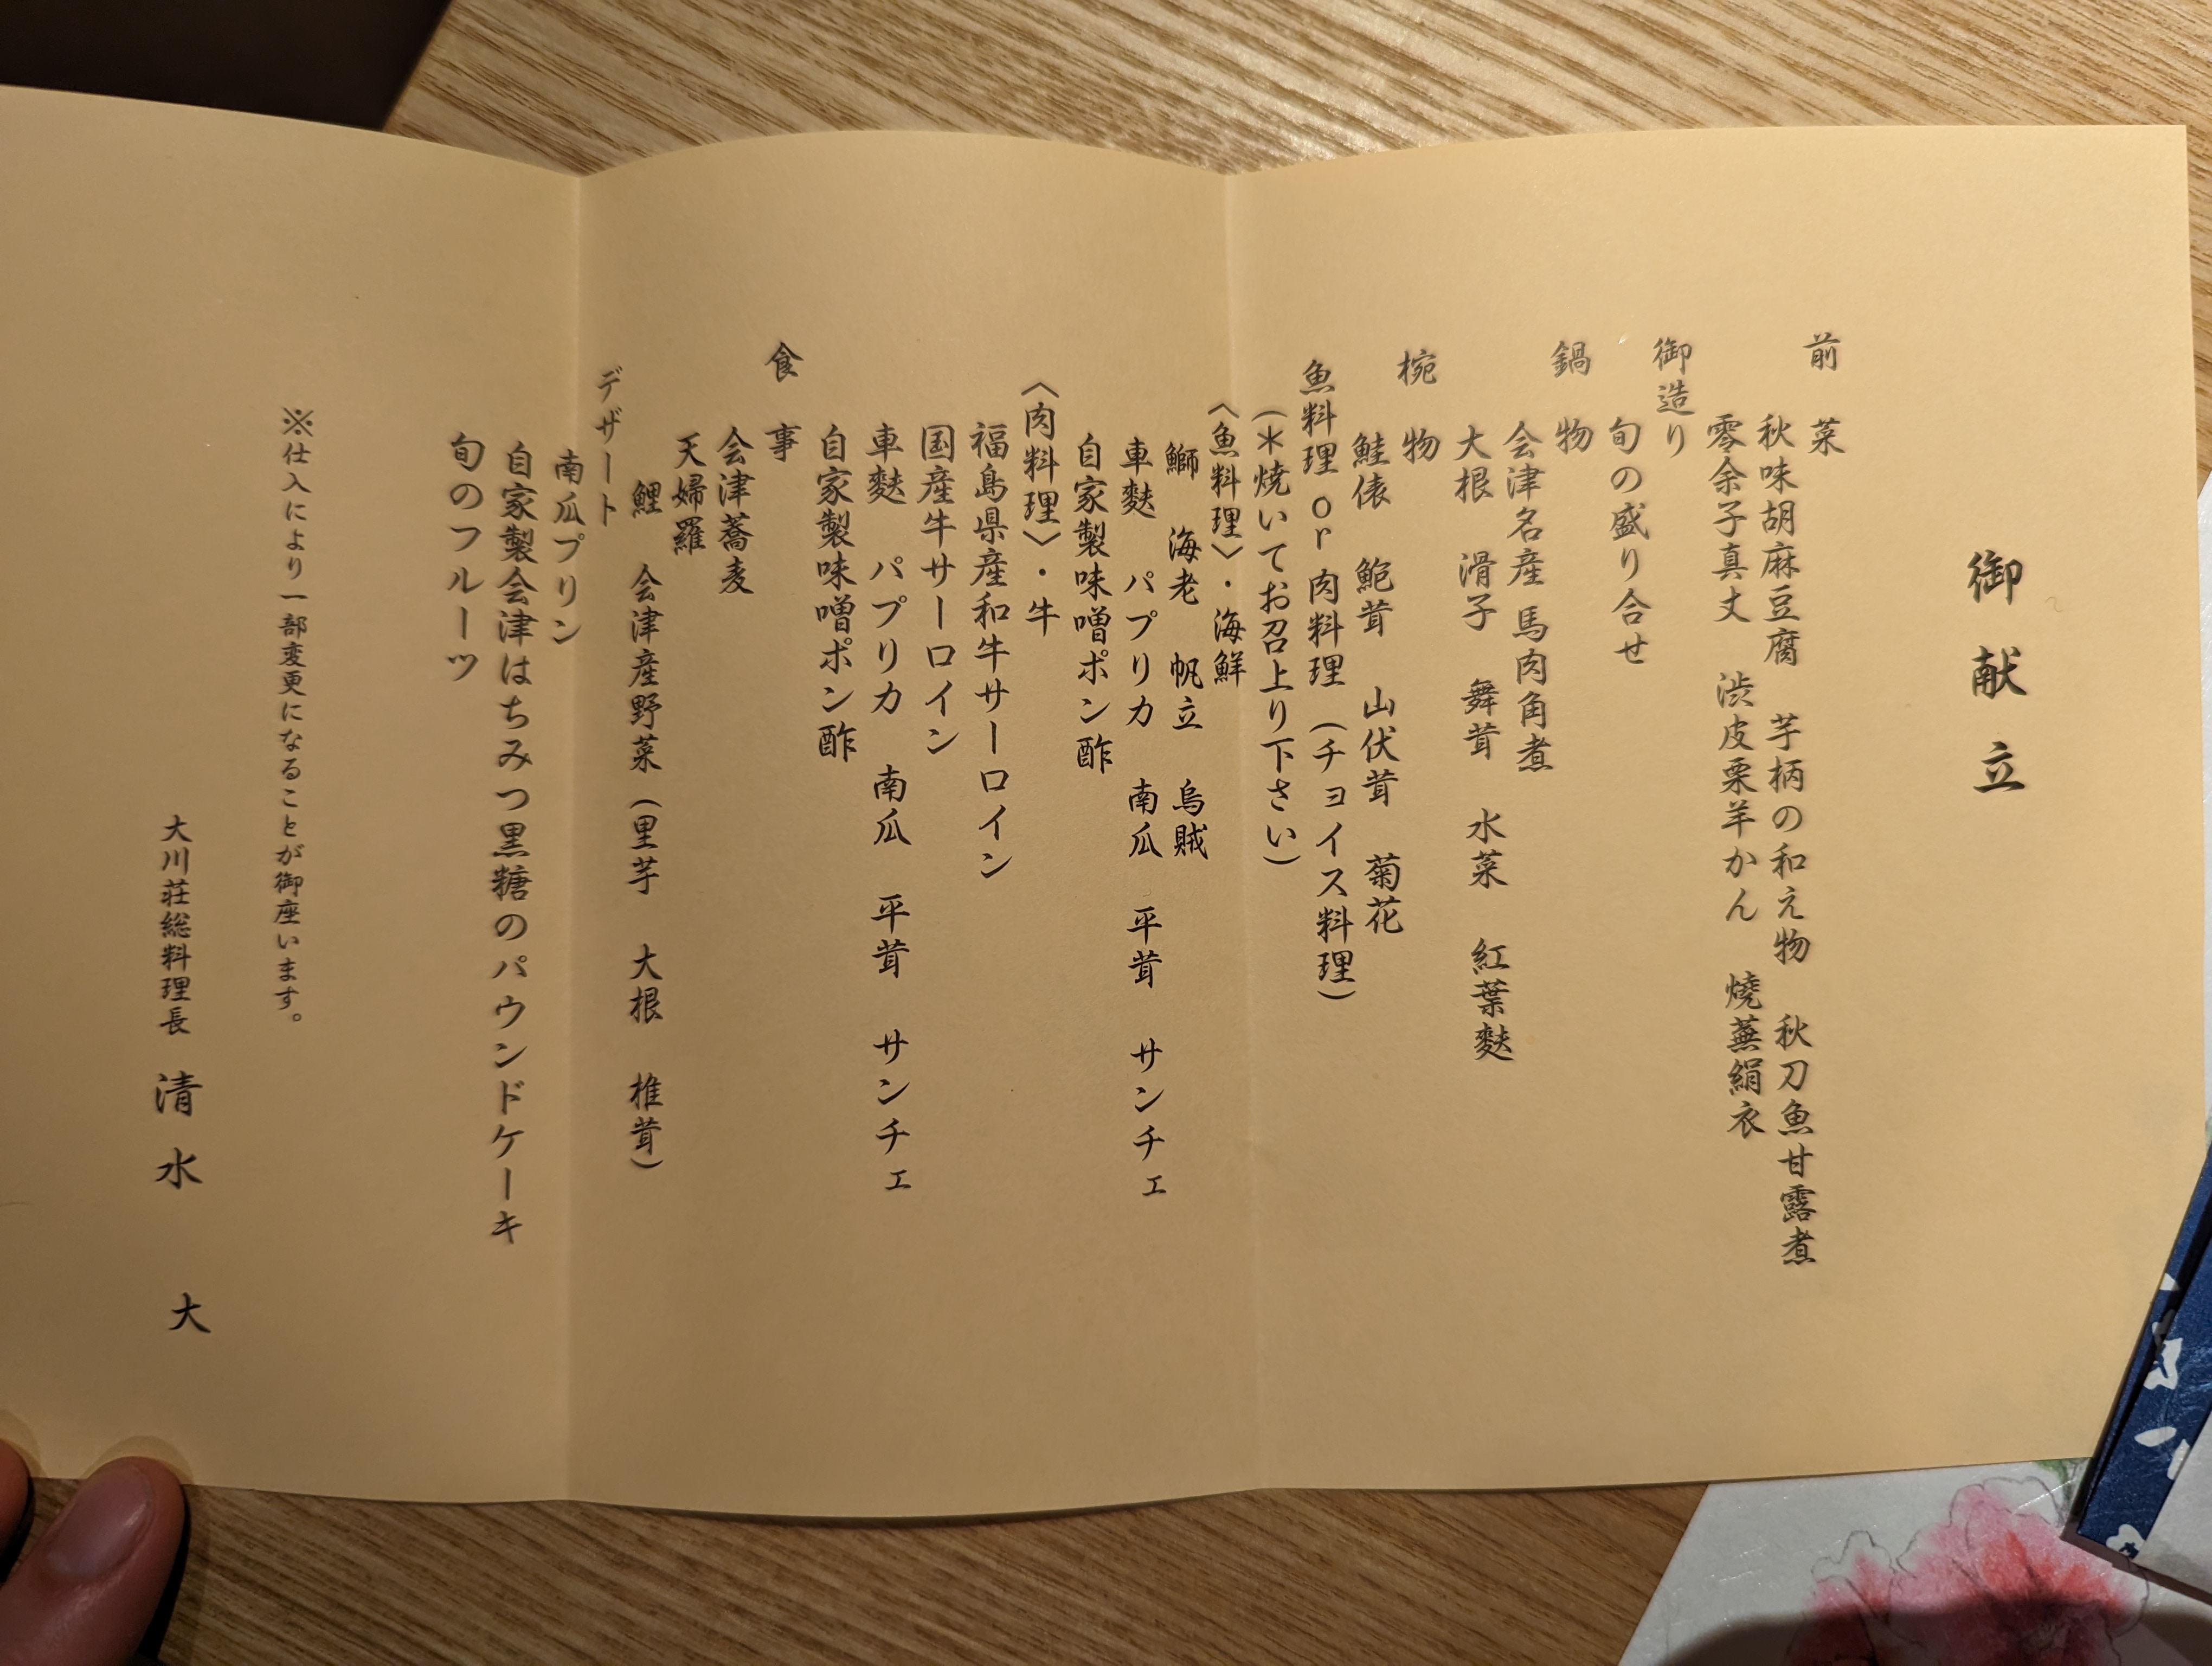 御献立
前菜
秋味胡麻豆腐　芋柄の和え物　秋刀魚甘露煮
零余子真丈　渋皮栗羊かん　焼蕪絹衣
御造り
旬の盛り合せ
鍋物
会津名産 馬肉角煮
大根　滑子　舞茸　水菜　紅葉麩
椀物
鮭俵　鮑茸　山伏茸　菊花
魚料理 or 肉料理（チョイス料理）
（＊焼いてお召上り下さい）
〈魚料理〉・海鮮
鰤　海老　帆立　烏賊
車麩　パプリカ　南瓜　平茸　サンチェ
自家製味噌ポン酢
〈肉料理〉・牛
福島県産和牛サーロイン
国産牛サーロイン
車麩　パプリカ　南瓜　平茸　サンチェ
自家製味噌ポン酢
食事
会津蕎麦
天婦羅
鯉　会津産野菜（里芋　大根　椎茸）
デザート
南瓜プリン
自家製会津はちみつ黒糖のパウンドケーキ
旬のフルーツ
※仕入により一部変更になることが御座います。
大川荘総料理長　清水　大